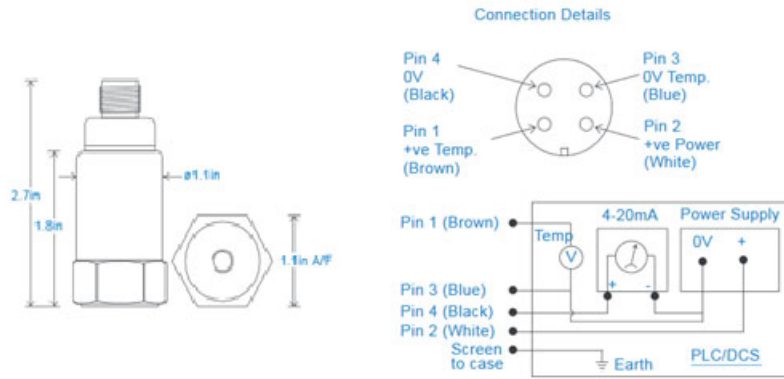 Connection Details
Pin 4
0V
(Black)
Pin 3
0V Temp.
(Blue)
Pin 1
+ve Temp.
(Brown)
Pin 2
+ve Power
(White)
2.7in
1.8in
ø1.1in
1.1in A/F
Pin 1 (Brown)
Temp
V
4-20mA
+ -
Power Supply
0V +
Pin 3 (Blue)
Pin 4 (Black)
Pin 2 (White)
Screen
to case
Earth
PLC/DCS